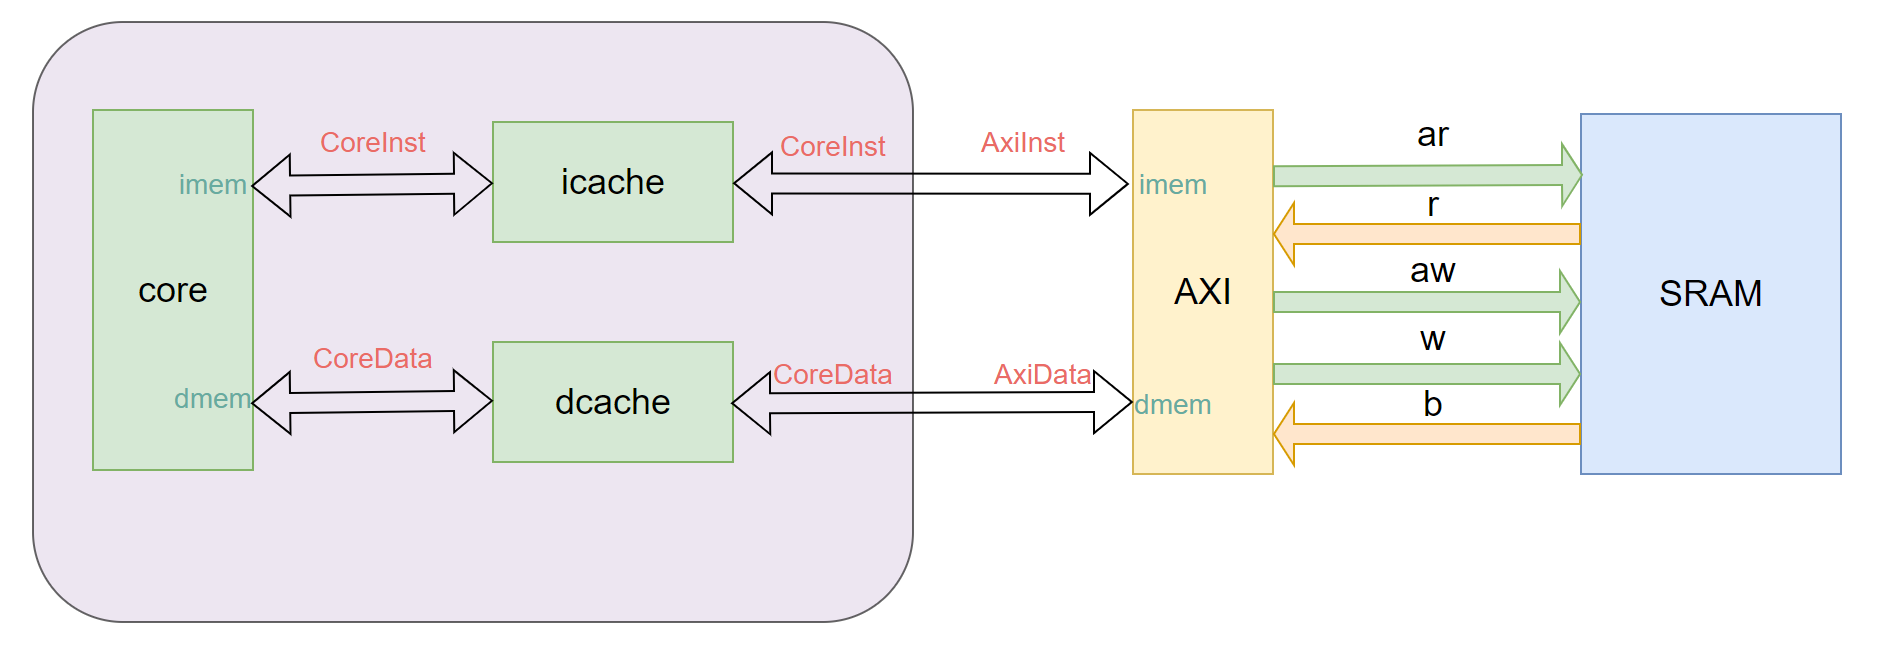 CoreInst
CoreInst
AxiInst
ar
imem
icache
imem
r
core
AXI
aw
SRAM
w
CoreData
CoreData
AxiData
dmem
dcache
dmem
b